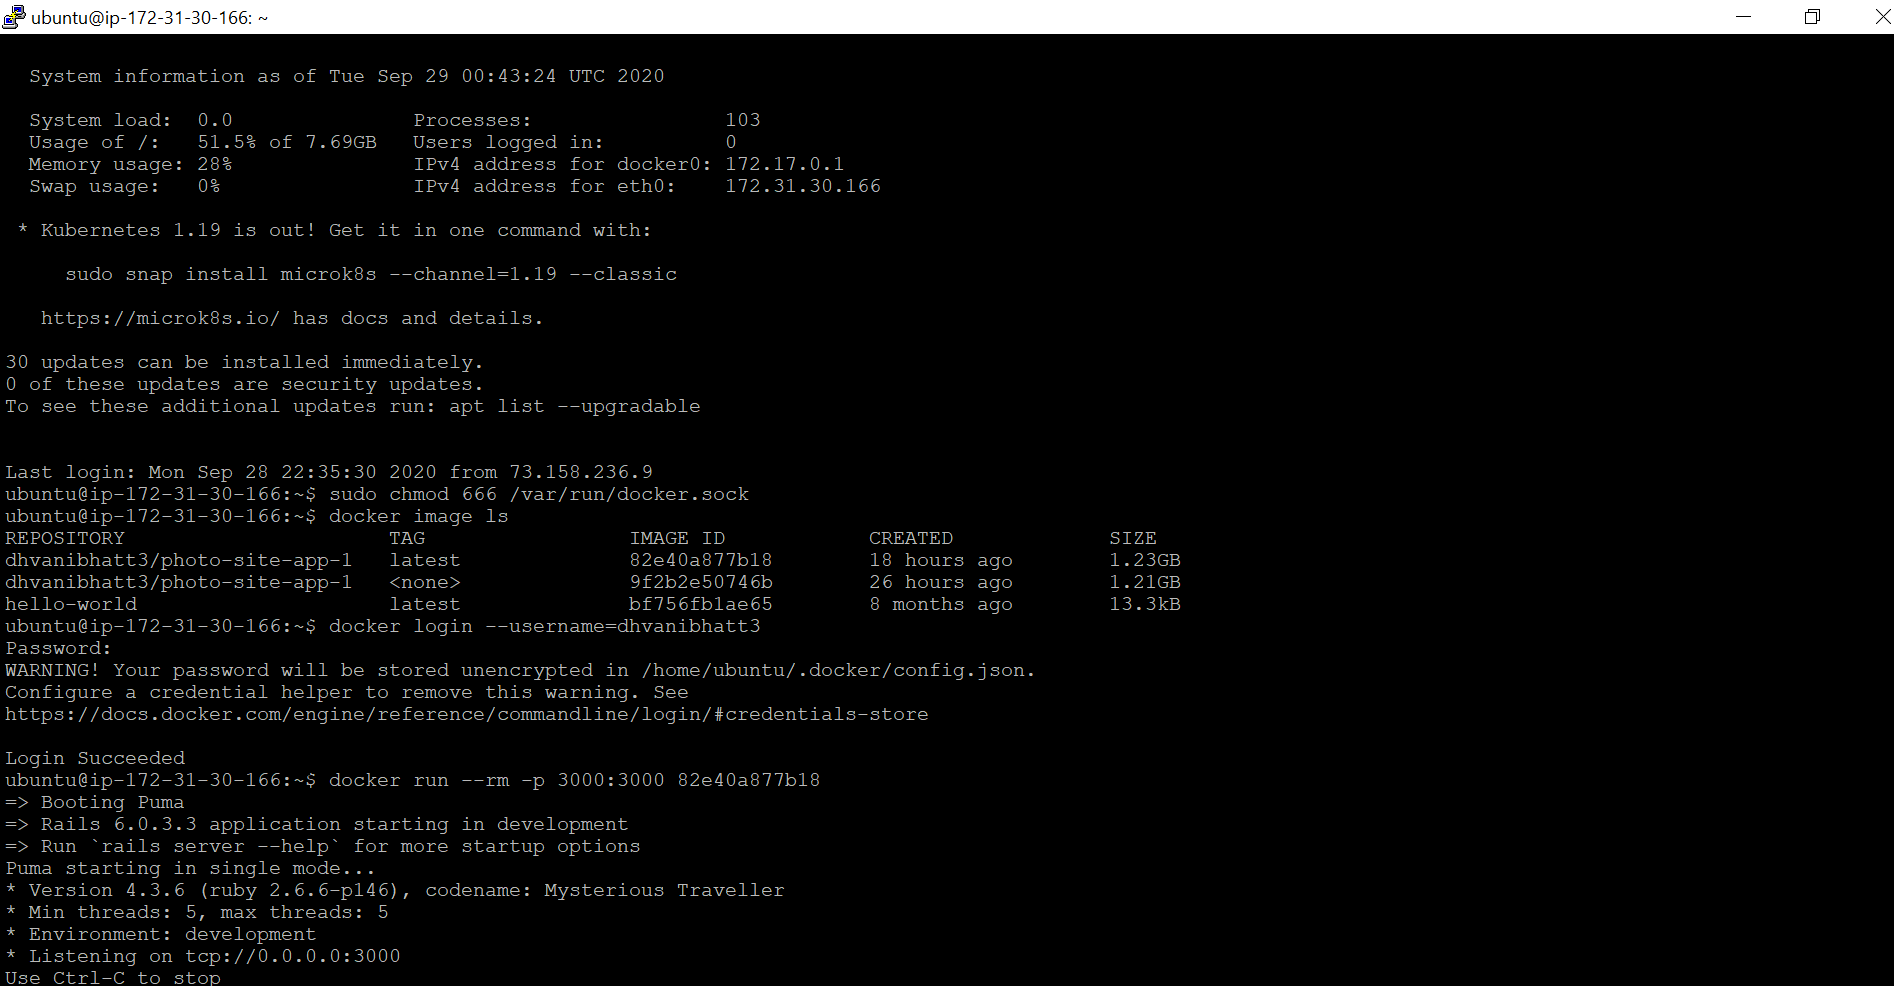 ubuntu@ip-172-31-30-166: ~
System information as of Tue Sep 29 00:43:24 UTC 2020
System load:  0.0               Processes:                103
Usage of /:   51.5% of 7.69GB   Users logged in:          0
Memory usage: 28%               IPv4 address for docker0: 172.17.0.1
Swap usage:   0%                IPv4 address for eth0:    172.31.30.166
* Kubernetes 1.19 is out! Get it in one command with:
sudo snap install microk8s --channel=1.19 --classic
https://microk8s.io/ has docs and details.
30 updates can be installed immediately.
0 of these updates are security updates.
To see these additional updates run: apt list --upgradable
Last login: Mon Sep 28 22:35:30 2020 from 73.158.236.9
ubuntu@ip-172-31-30-166:~$ sudo chmod 666 /var/run/docker.sock
ubuntu@ip-172-31-30-166:~$ docker image ls
REPOSITORY                      TAG                 IMAGE ID            CREATED             SIZE
dhvanibhatt3/photo-site-app-1   latest              82e40a877b18        18 hours ago        1.23GB
dhvanibhatt3/photo-site-app-1   <none>              9f2b2e50746b        26 hours ago        1.21GB
hello-world                     latest              bf756fb1ae65        8 months ago        13.3kB
ubuntu@ip-172-31-30-166:~$ docker login --username=dhvanibhatt3
Password:
WARNING! Your password will be stored unencrypted in /home/ubuntu/.docker/config.json.
Configure a credential helper to remove this warning. See
https://docs.docker.com/engine/reference/commandline/login/#credentials-store
Login Succeeded
ubuntu@ip-172-31-30-166:~$ docker run --rm -p 3000:3000 82e40a877b18
=> Booting Puma
=> Rails 6.0.3.3 application starting in development
=> Run `rails server --help` for more startup options
Puma starting in single mode...
* Version 4.3.6 (ruby 2.6.6-p146), codename: Mysterious Traveller
* Min threads: 5, max threads: 5
* Environment: development
* Listening on tcp://0.0.0.0:3000
Use Ctrl-C to stop